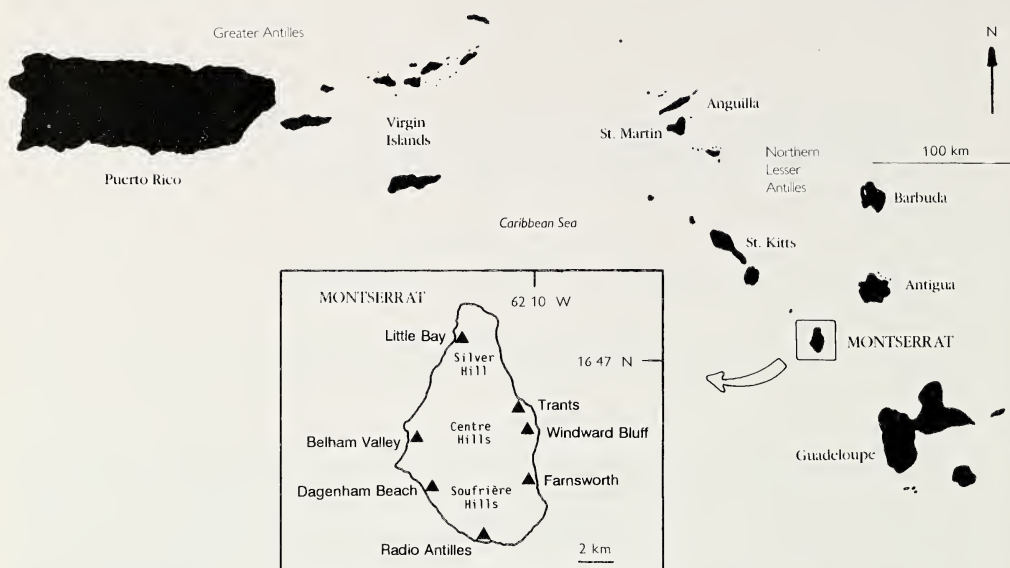 Greater Antilles
N
Anguilla
Virgin
Islands
St. Martin
Northern
Lesser
Antilles
100 km
Puerto Rico
Barbuda
Caribbean Sea
St. Kitts
Antigua
MONTSERRAT
Guadeloupe
MONTSERRAT
62 10 W
Little Bay
Silver
Hill
16 47 N
Trants
Centre
Hills
Windward Bluff
Belham Valley
Farnsworth
Dagenham Beach
Soufrière
Hills
Radio Antilles
2 km